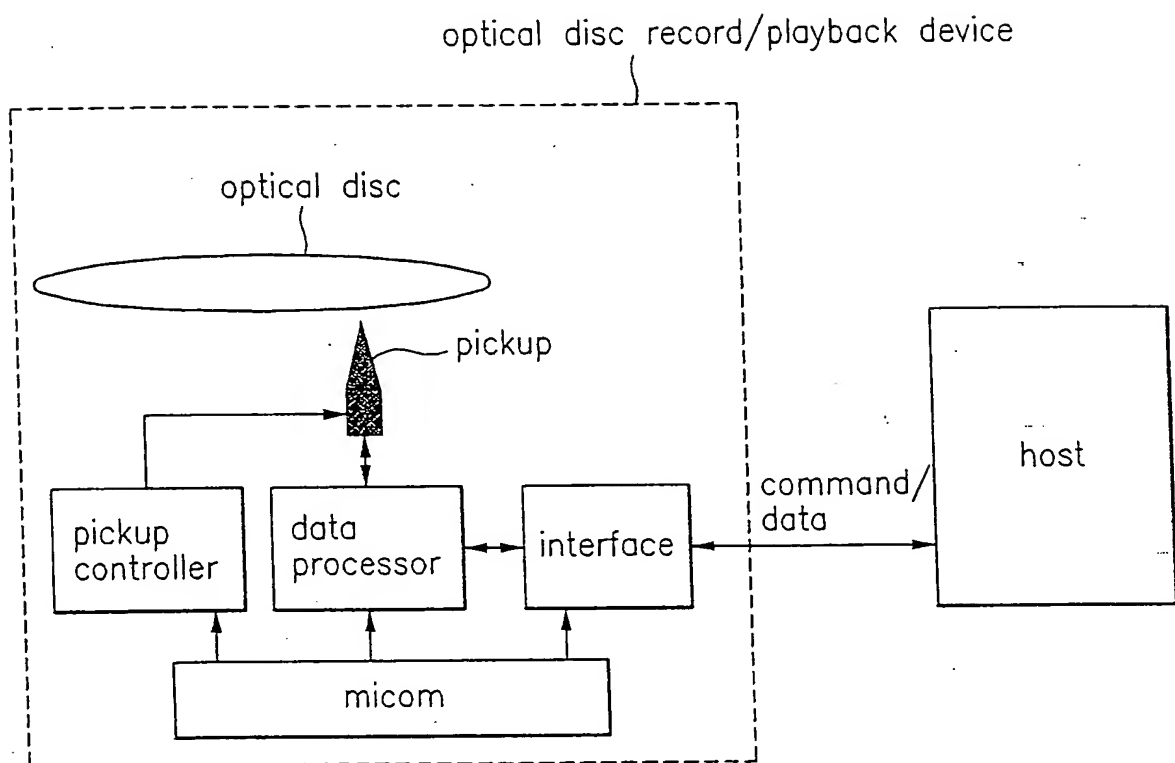 optical disc record/playback device
optical disc
pickup
host
command/
data
pickup
controller
data
processor
interface
micom